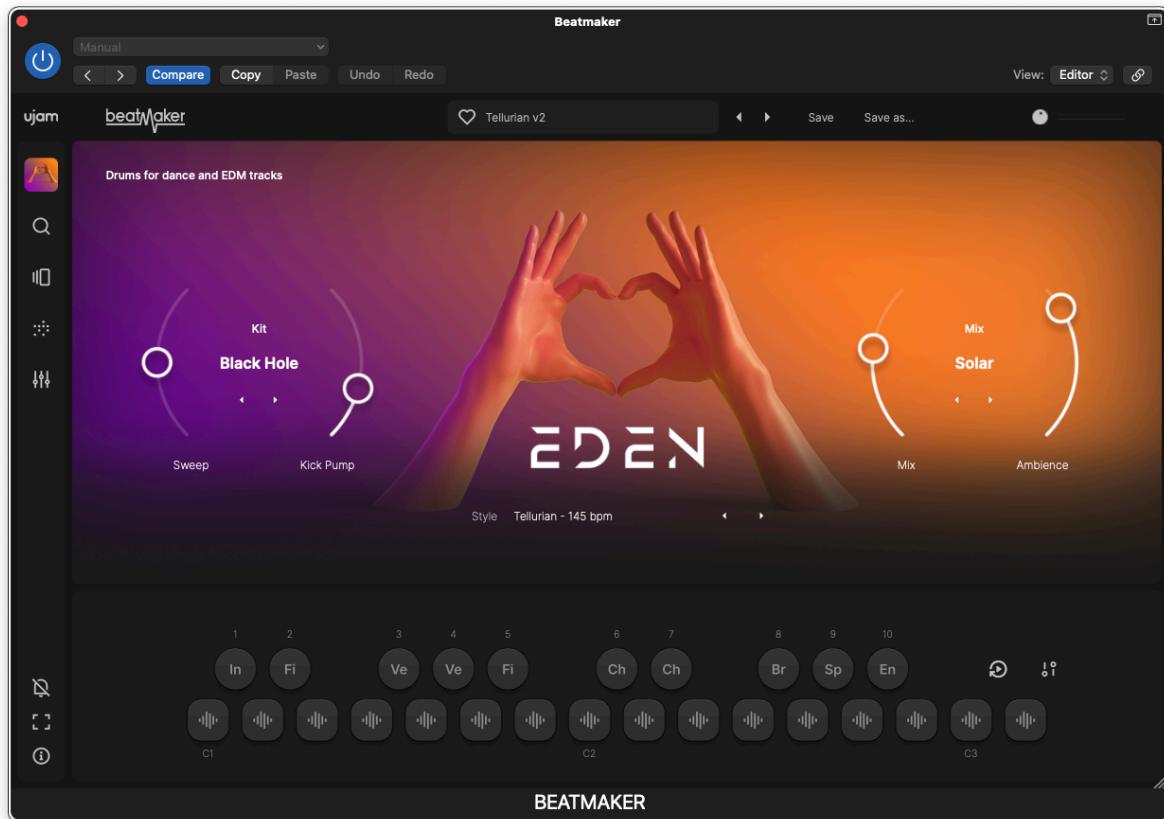 Beatmaker
Manual
Compare Copy Paste Undo Redo View: Editor
ujam beatMaker Tellurian v2 Save Save as...
Drums for dance and EDM tracks
Kit Mix
Black Hole Solar
EDEN
Sweep Kick Pump Mix Ambience
Style Tellurian - 145 bpm
1 2 3 4 5 6 7 8 9 10
In Fi Ve Ve Fi Ch Ch Br Sp En
C1 C2 C3
BEATMAKER